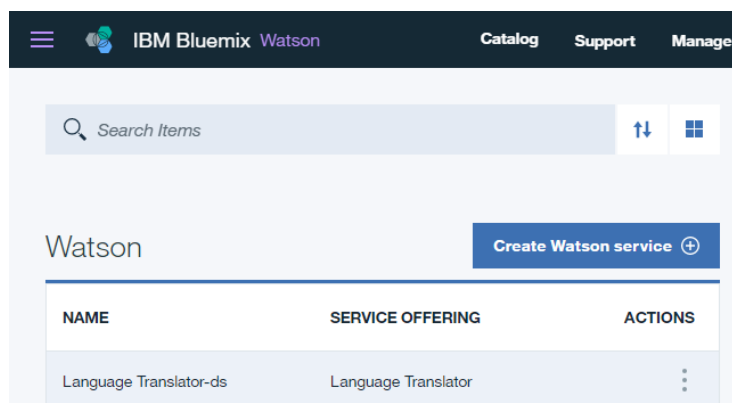 IBM Bluemix Watson Catalog Support Manage
Search Items
Watson Create Watson service
NAME SERVICE OFFERING ACTIONS
Language Translator-ds Language Translator